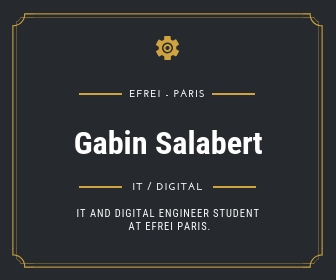 EFREI - PARIS
Gabin Salabert
IT / DIGITAL
IT AND DIGITAL ENGINEER STUDENT
AT EFREI PARIS.